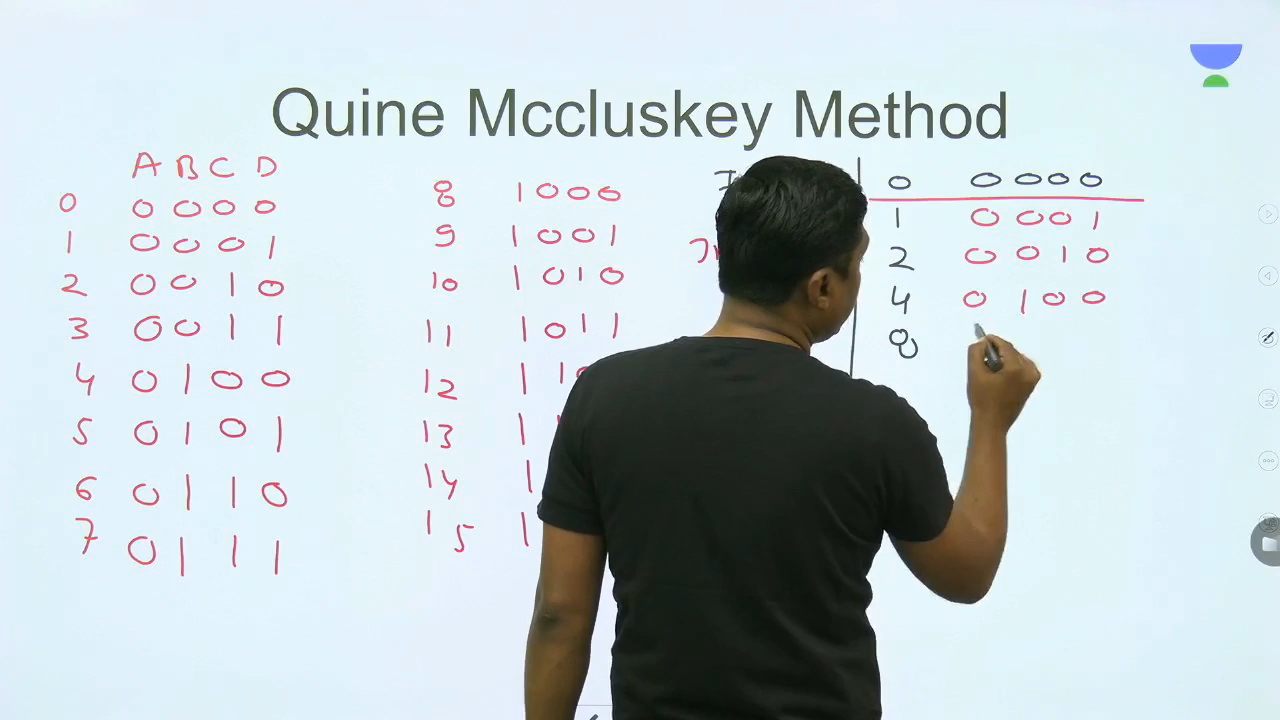 Quine Mccluskey Method
A B C D
0 0 0 0 0
1 0 0 0 1
2 0 0 1 0
3 0 0 1 1
4 0 1 0 0
5 0 1 0 1
6 0 1 1 0
7 0 1 1 1
8 1 0 0 0
9 1 0 0 1
10 1 0 1 0
11 1 0 1 1
12 1 1
13 1
14 1
15 1
0 0 0 0 0
1 0 0 0 1
2 0 0 1 0
4 0 1 0 0
8